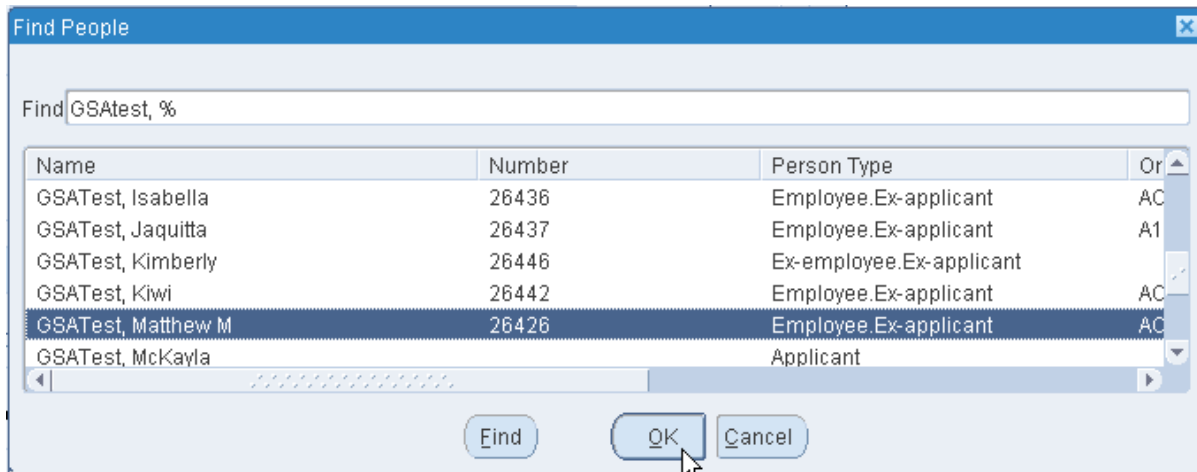 Find People
Find GSAtest, %
Name Number Person Type Or
GSATest, Isabella 26436 Employee.Ex-applicant AC
GSATest, Jaquitta 26437 Employee.Ex-applicant A1
GSATest, Kimberly 26446 Ex-employee.Ex-applicant
GSATest, Kiwi 26442 Employee.Ex-applicant AC
GSATest, Matthew M 26426 Employee.Ex-applicant AC
GSATest, McKayla Applicant
Find OK Cancel